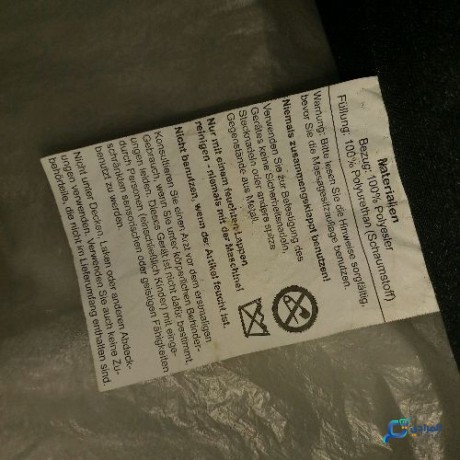 Materialien
Bezug: 100% Polyester
Füllung: 100% Polyurethan (Schaumstoff)
Warnung: Bitte lesen Sie die Hinweise sorgfältig,
bevor Sie die Massagesitzauflage benutzen.
Niemals zusammengeklappt benutzen!
Verwenden Sie zur Befestigung des
Gerätes keine Sicherheitsnadeln,
Stecknadeln oder andere spitze
Gegenstände aus Metall.
Nur mit einem feuchten Lappen
reinigen - niemals mit der Maschine!
Nicht benutzen, wenn der Artikel feucht ist.
Konsultieren Sie einen Arzt vor dem erstmaligen
Gebrauch, wenn Sie unter körperlichen Behinder-
ungen leiden. Dieses Gerät ist nicht dafür bestimmt,
durch Personen (einschließlich Kinder) mit einge-
schränkten sensorischen oder geistigen Fähigkeiten
benutzt zu werden.
Nicht unter Decken, Laken oder anderen Abdeck-
ungen verwenden. Verwenden Sie auch keine Zu-
behörteile, die nicht im Lieferumfang enthalten sind.